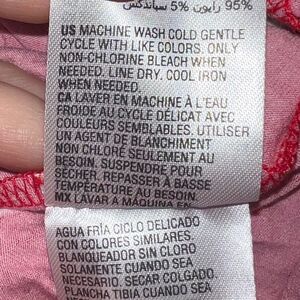 95% رايون 5% سباندكس
US MACHINE WASH COLD GENTLE
CYCLE WITH LIKE COLORS. ONLY
NON-CHLORINE BLEACH WHEN
NEEDED. LINE DRY. COOL IRON
WHEN NEEDED.
CA LAVER EN MACHINE À L'EAU
FROIDE AU CYCLE DÉLICAT AVEC
COULEURS SEMBLABLES. UTILISER
UN AGENT DE BLANCHIMENT
NON CHLORÉ SEULEMENT AU
BESOIN. SUSPENDRE POUR
SÉCHER. REPASSER À BASSE
TEMPÉRATURE AU BESOIN.
MX LAVAR A MÁQUINA EN
AGUA FRÍA CICLO DELICADO
CON COLORES SIMILARES.
BLANQUEADOR SIN CLORO
SOLAMENTE CUANDO SEA
NECESARIO. SECAR COLGADO.
PLANCHA TIBIA CUANDO SEA